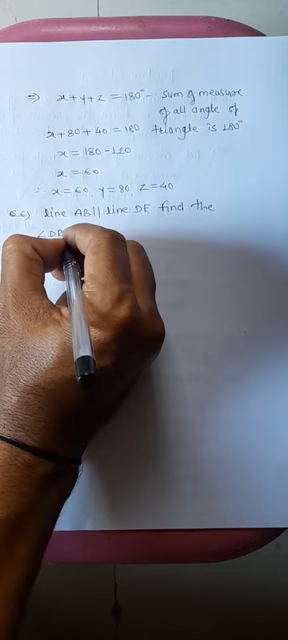 ⇒ x+y+z = 180° - sum of measure
of all angle of
x+80+40 = 180 triangle is 180°
x = 180-120
x = 60
∴ x=60, y=80, z=40
Q.6) line AB || line DE find the